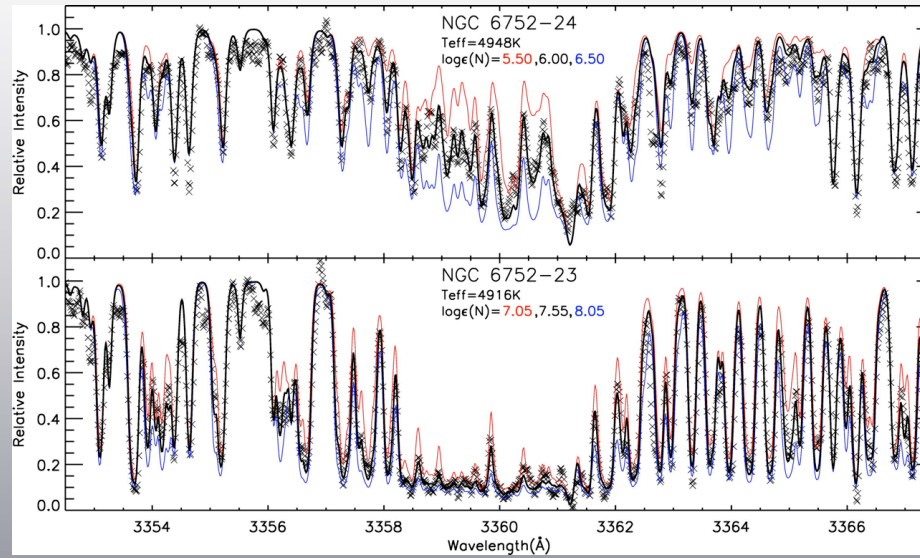 NGC 6752-24
Teff=4948K
logε(N)=5.50,6.00,6.50
1.0
0.8
0.6
0.4
0.2
0.0
Relative Intensity
NGC 6752-23
Teff=4916K
logε(N)=7.05,7.55,8.05
1.0
0.8
0.6
0.4
0.2
0.0
Relative Intensity
3354 3356 3358 3360 3362 3364 3366
Wavelength(Å)